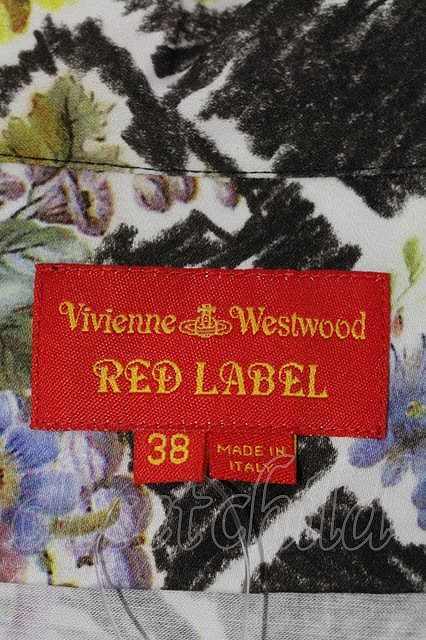 Vivienne Westwood
RED LABEL
38
MADE IN
ITALY